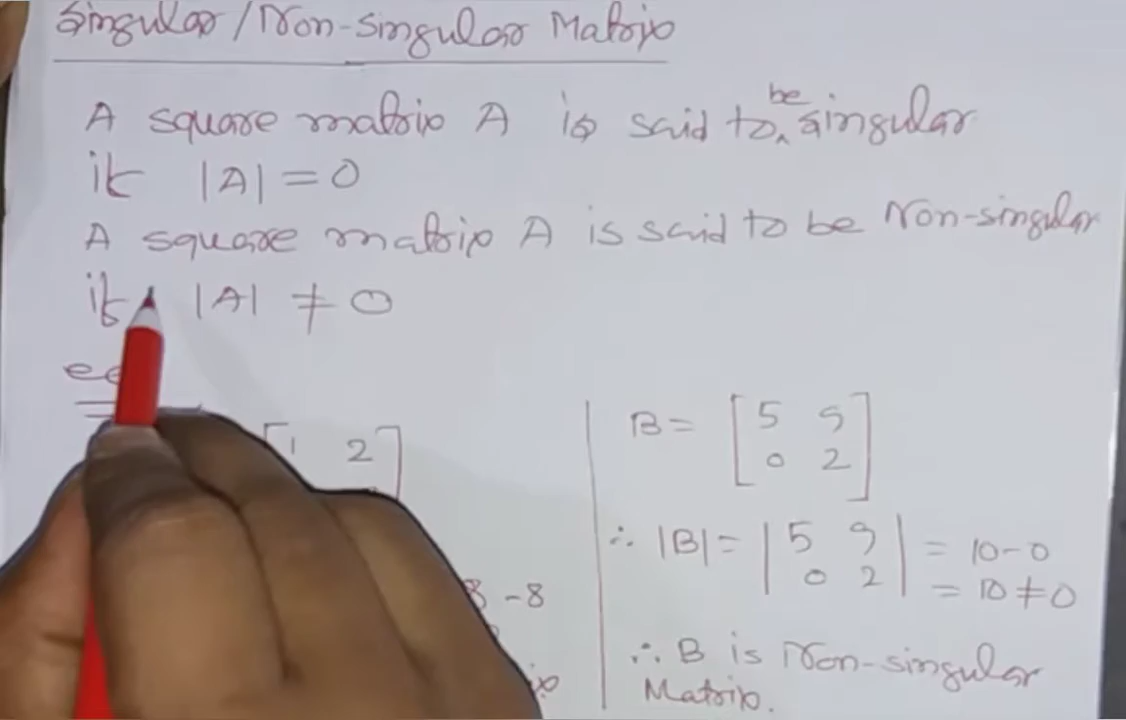 Singular/Non-Singular Matrix
A square matrix A is said to be singular
if |A| = 0
A square matrix A is said to be Non-singular
if |A| ≠ 0
1 2
8 - 8
B = [5 9
0 2]
∴ |B| = |5 9
0 2| = 10-0
= 10 ≠ 0
∴ B is Non-singular
Matrix.